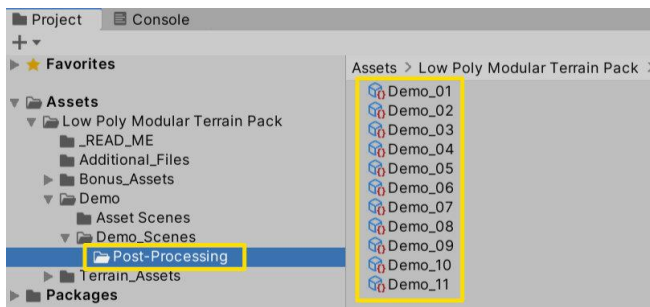 Project Console
Favorites
Assets
Low Poly Modular Terrain Pack
_READ_ME
Additional_Files
Bonus_Assets
Demo
Asset Scenes
Demo_Scenes
Post-Processing
Terrain_Assets
Packages
Assets > Low Poly Modular Terrain Pack >
Demo_01
Demo_02
Demo_03
Demo_04
Demo_05
Demo_06
Demo_07
Demo_08
Demo_09
Demo_10
Demo_11